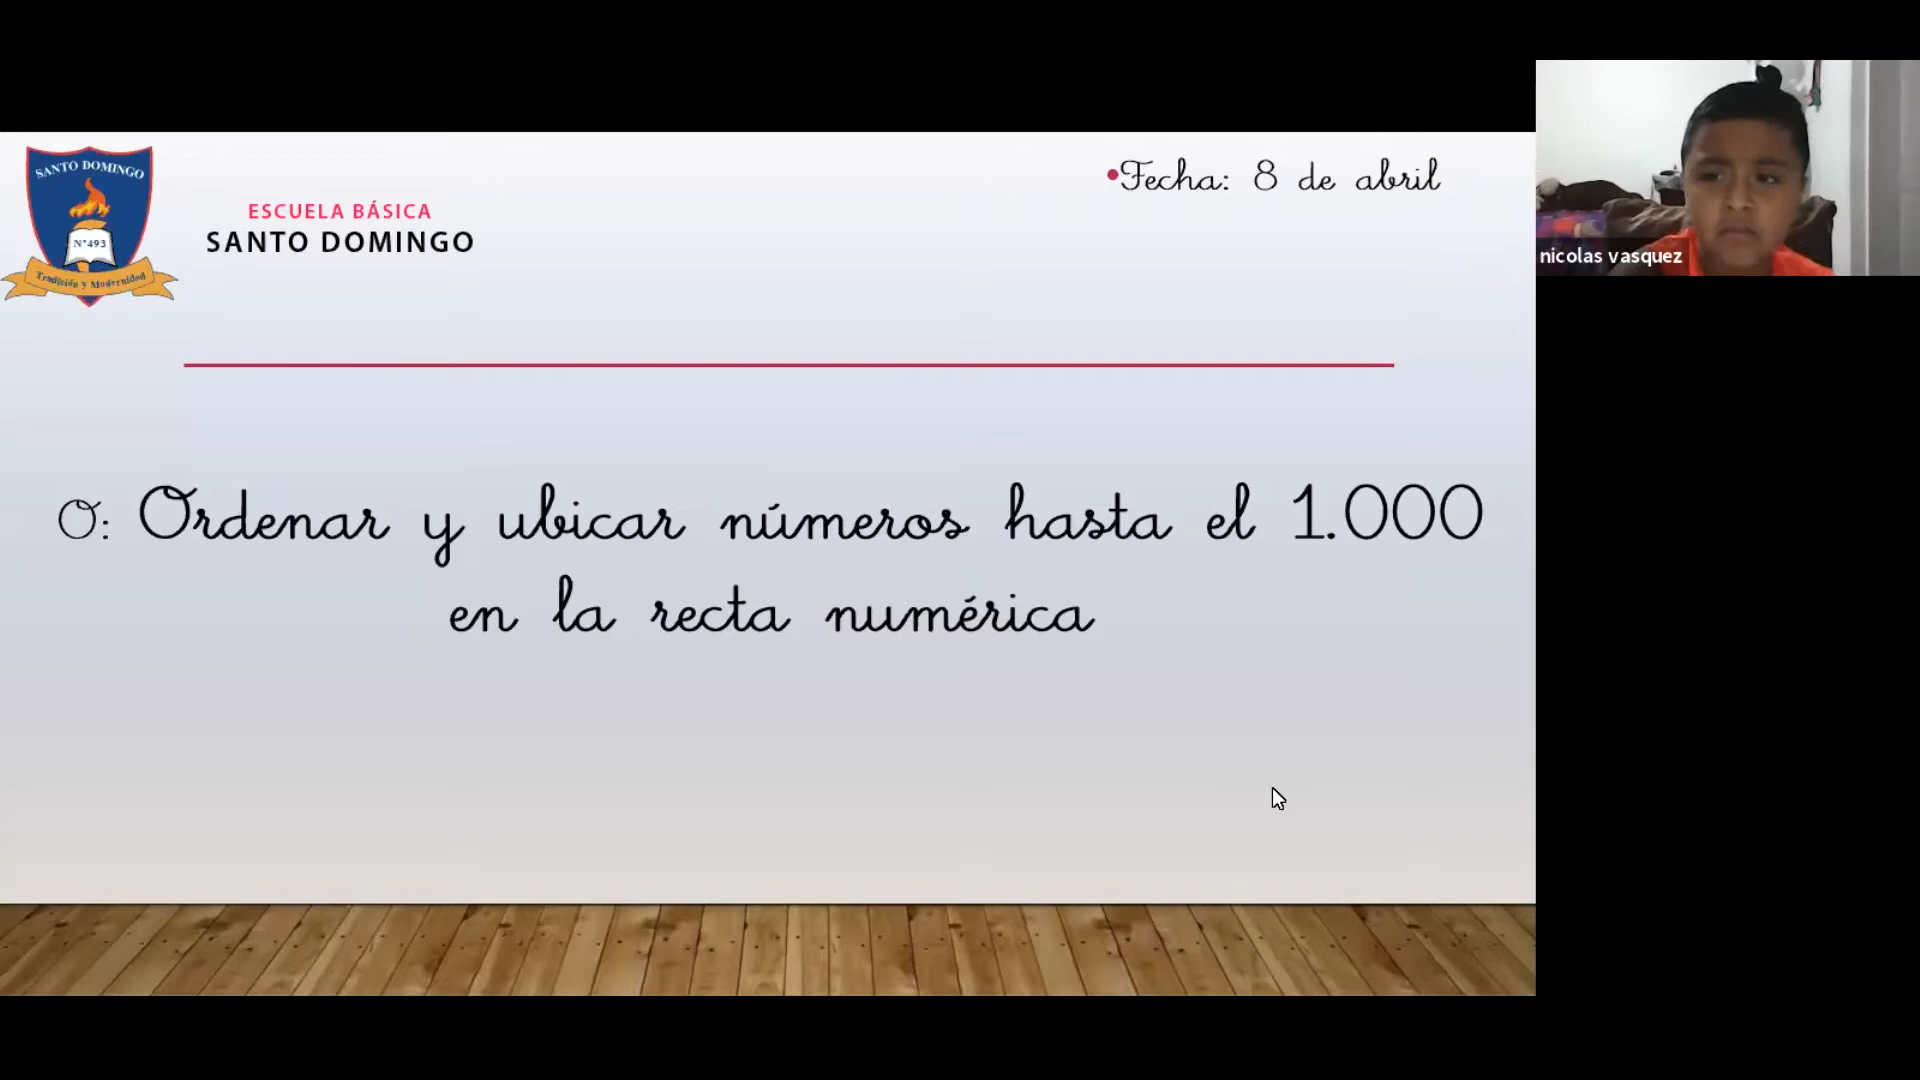 SANTO DOMINGO
N°493
Tradición y Modernidad
ESCUELA BÁSICA
SANTO DOMINGO
•Fecha: 8 de abril
O: Ordenar y ubicar números hasta el 1.000
en la recta numérica
nicolas vasquez